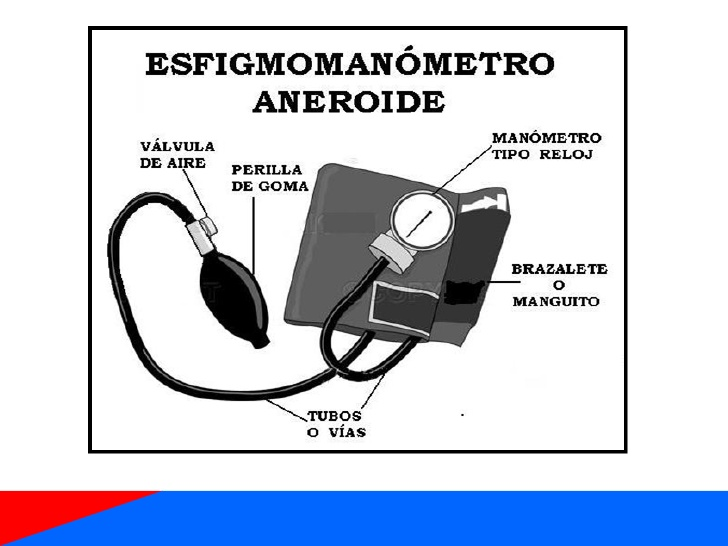 ESFIGMOMANÓMETRO
ANEROIDE
VÁLVULA
DE AIRE
PERILLA
DE GOMA
MANÓMETRO
TIPO RELOJ
BRAZALETE
O
MANGUITO
TUBOS
O VÍAS